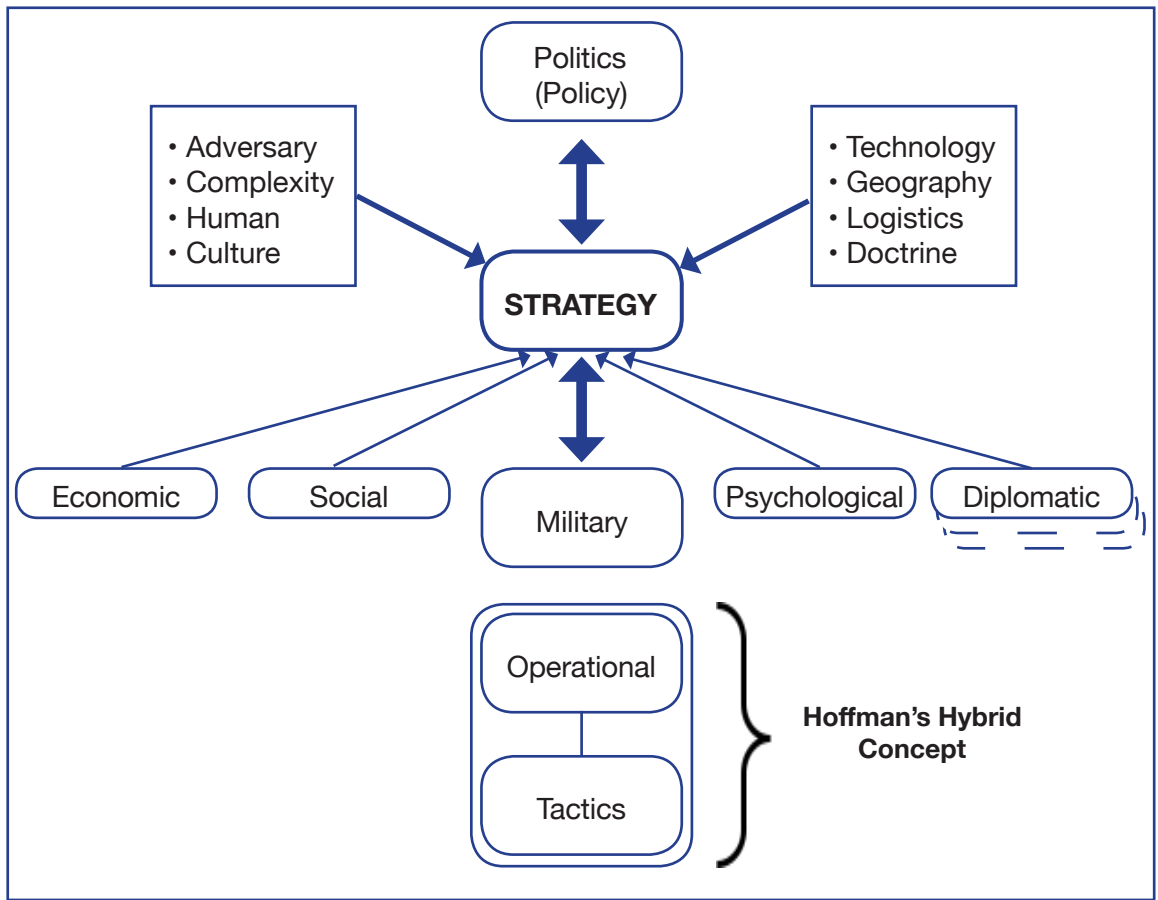 Politics
(Policy)
• Adversary
• Complexity
• Human
• Culture
• Technology
• Geography
• Logistics
• Doctrine
STRATEGY
Economic
Social
Military
Psychological
Diplomatic
Operational
Tactics
Hoffman's Hybrid
Concept